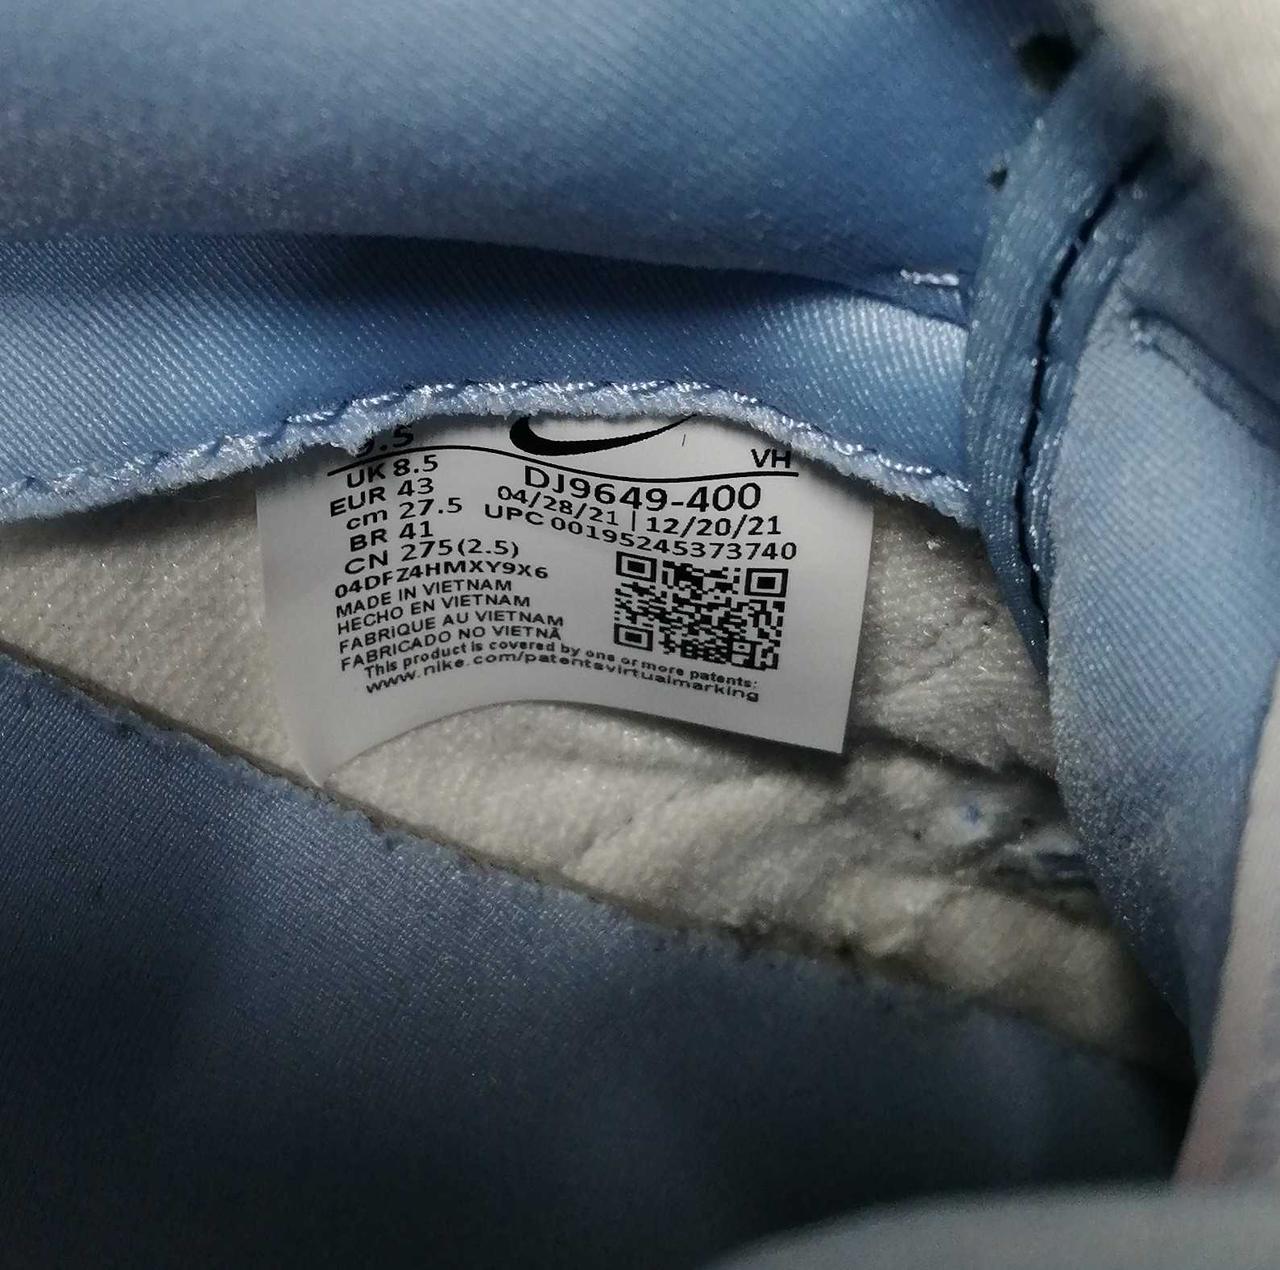 9.5
VH
UK 8.5
EUR 43
cm 27.5
BR 41
CN 275(2.5)
04DFZ4HMXY9X6
DJ9649-400
04/28/21 | 12/20/21
UPC 00195245373740
MADE IN VIETNAM
HECHO EN VIETNAM
FABRIQUE AU VIETNAM
FABRICADO NO VIETNÃ
This product is covered by one or more patents:
www.nike.com/patentsvirtualmarking